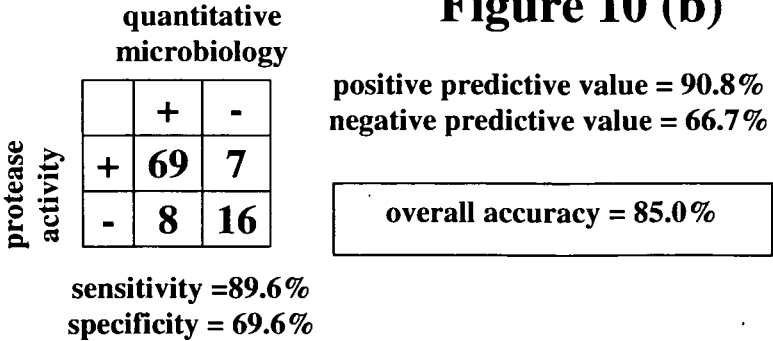 Figure 10 (b)
quantitative
microbiology
+ -
+ 69 7
- 8 16
protease
activity
sensitivity =89.6%
specificity = 69.6%
positive predictive value = 90.8%
negative predictive value = 66.7%
overall accuracy = 85.0%